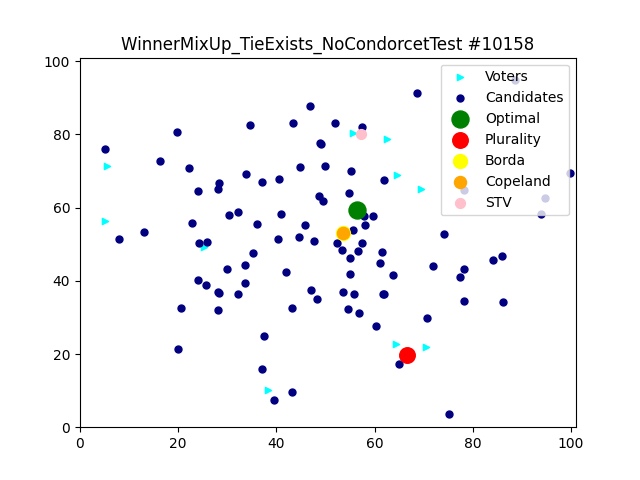 WinnerMixUp_TieExists_NoCondorcetTest #10158
Voters
Candidates
Optimal
Plurality
Borda
Copeland
STV
100
80
60
40
20
0
0 20 40 60 80 100